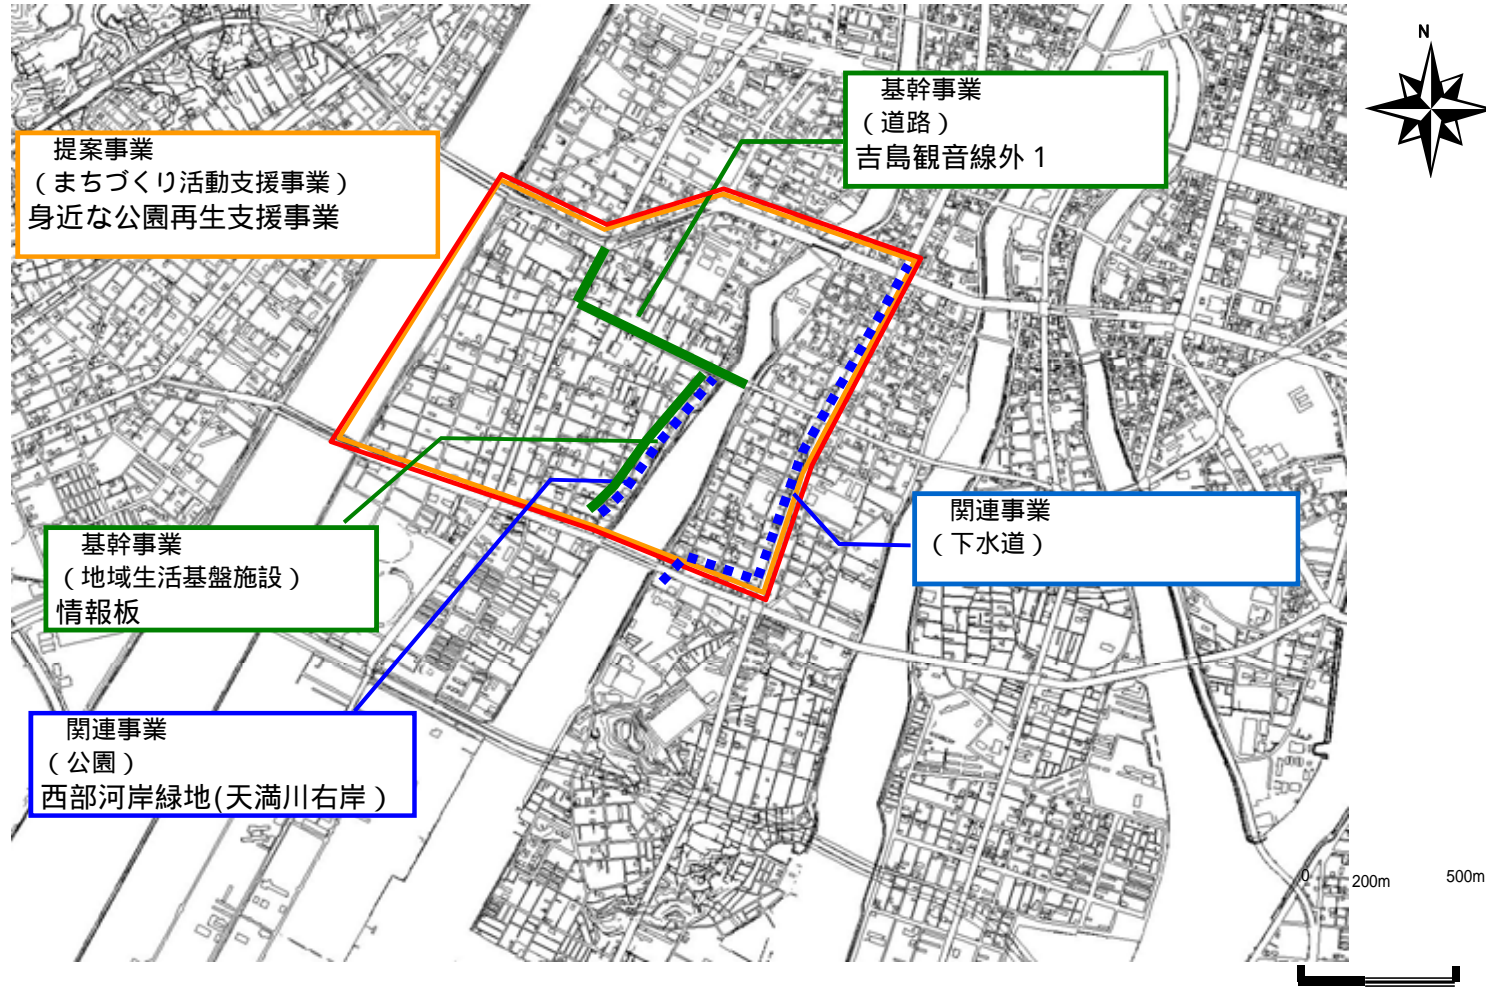 N
基幹事業
（道路）
吉島観音線外１
提案事業
（まちづくり活動支援事業）
身近な公園再生支援事業
関連事業
（下水道）
基幹事業
（地域生活基盤施設）
情報板
関連事業
（公園）
西部河岸緑地(天満川右岸）
0 200m 500m